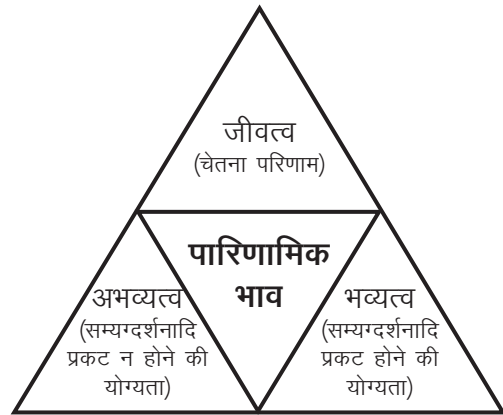 जीवत्व
(चेतना परिणाम)
पारिणामिक
भाव
अभव्यत्व
(सम्यग्दर्शनादि
प्रकट न होने की
योग्यता)
भव्यत्व
(सम्यग्दर्शनादि
प्रकट होने की
योग्यता)